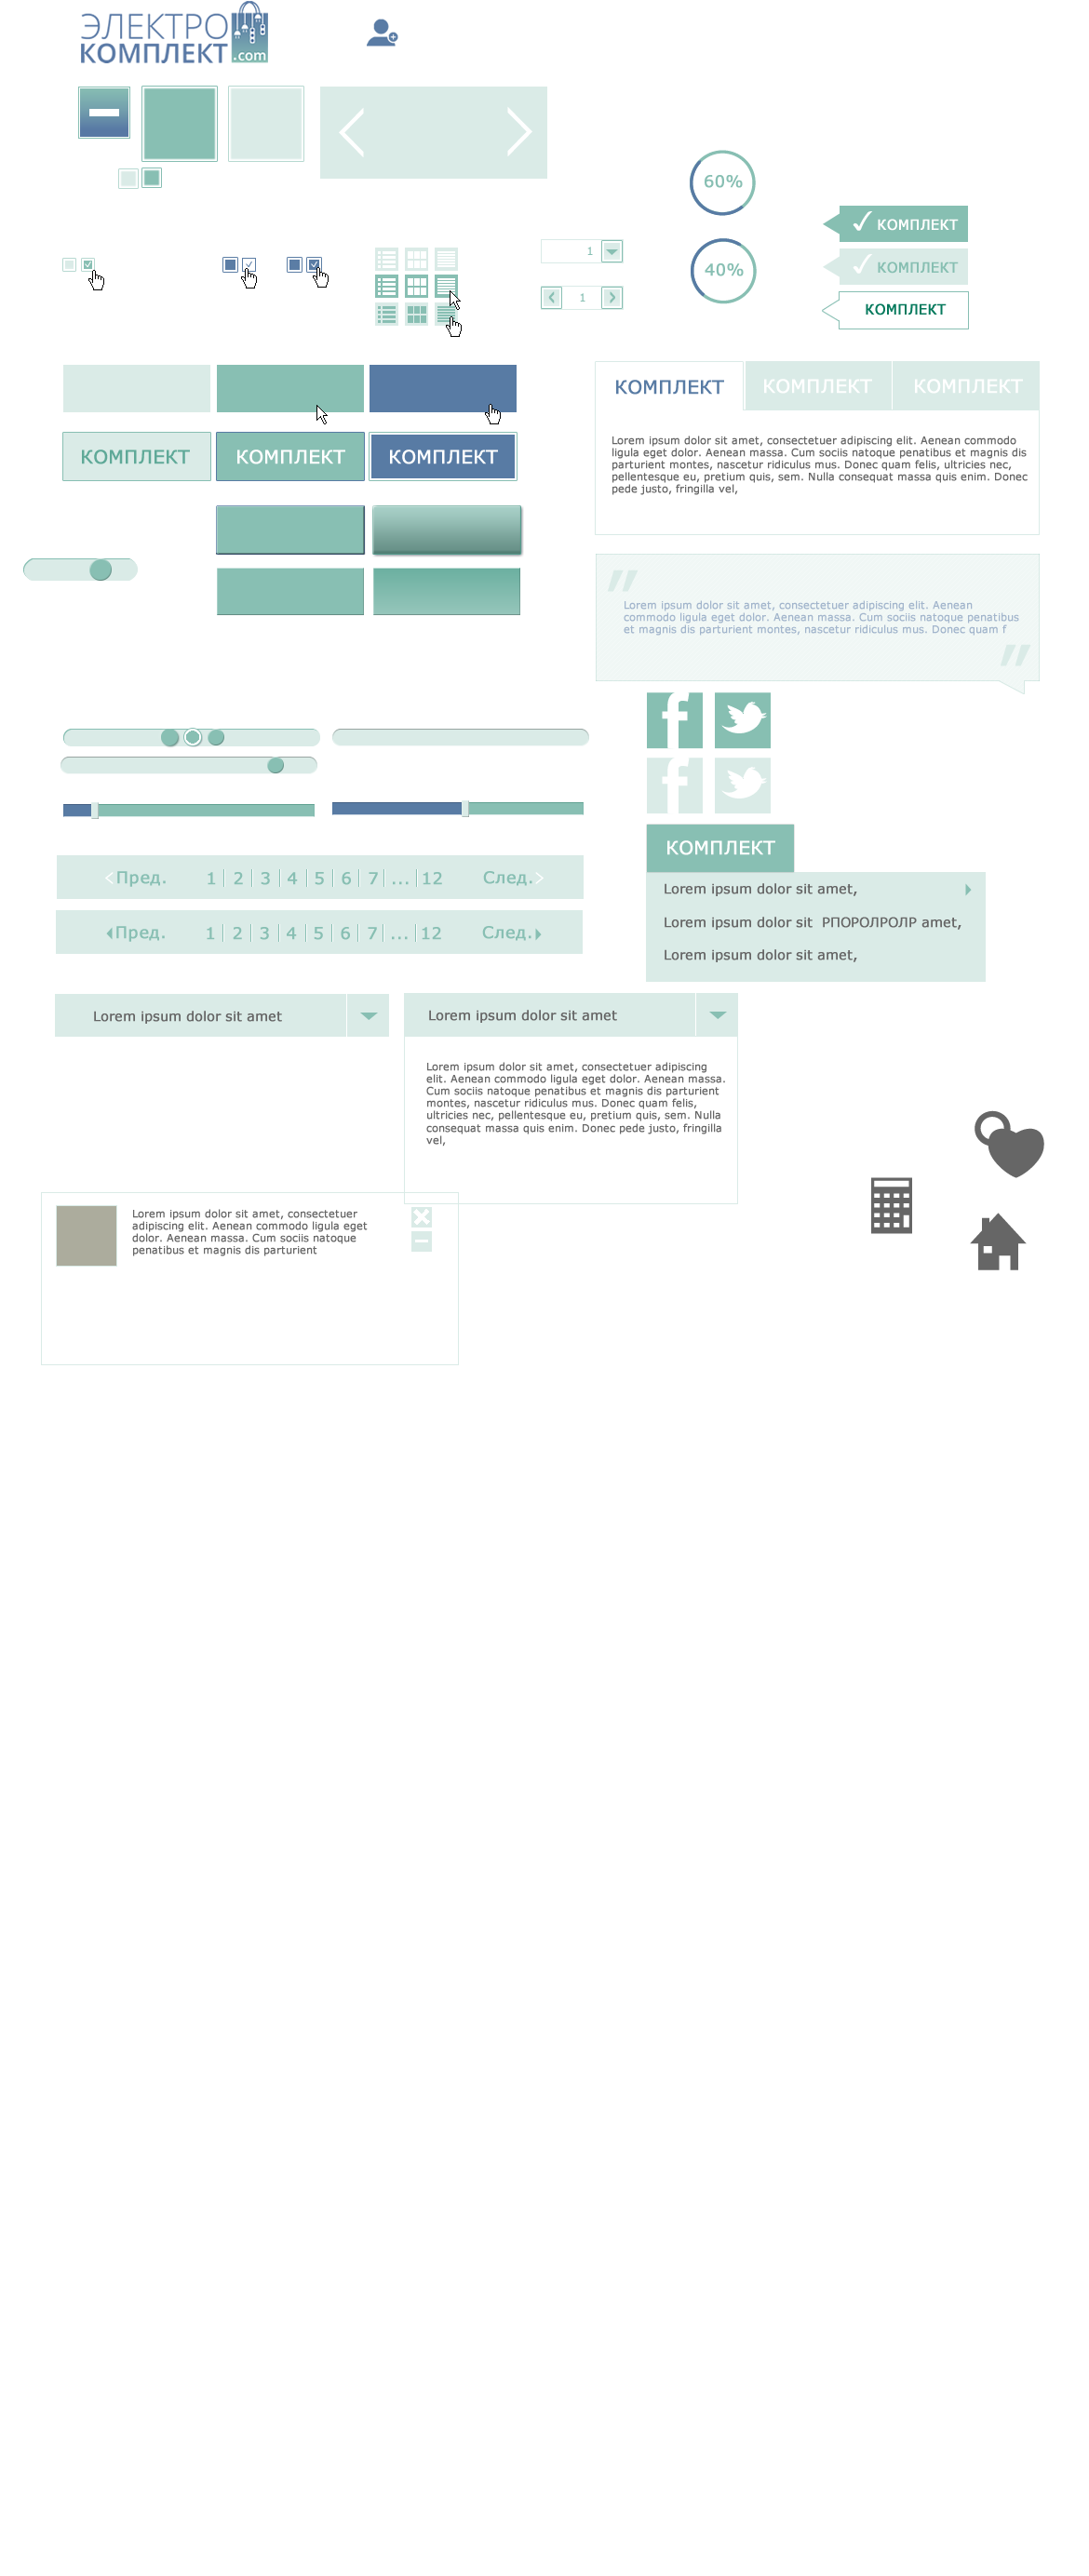 ЭЛЕКТРО
КОМПЛЕКТ
.com
60%
40%
1
1
КОМПЛЕКТ
КОМПЛЕКТ
КОМПЛЕКТ
КОМПЛЕКТ КОМПЛЕКТ КОМПЛЕКТ
КОМПЛЕКТ КОМПЛЕКТ КОМПЛЕКТ
Lorem ipsum dolor sit amet, consectetuer adipiscing elit. Aenean commodo
ligula eget dolor. Aenean massa. Cum sociis natoque penatibus et magnis dis
parturient montes, nascetur ridiculus mus. Donec quam felis, ultricies nec,
pellentesque eu, pretium quis, sem. Nulla consequat massa quis enim. Donec
pede justo, fringilla vel,
"
Lorem ipsum dolor sit amet, consectetuer adipiscing elit. Aenean
commodo ligula eget dolor. Aenean massa. Cum sociis natoque penatibus
et magnis dis parturient montes, nascetur ridiculus mus. Donec quam f
"
КОМПЛЕКТ
Lorem ipsum dolor sit amet,
Lorem ipsum dolor sit РПОРОЛРОЛР amet,
Lorem ipsum dolor sit amet,
Пред. 1 2 3 4 5 6 7 ... 12 След.
Пред. 1 2 3 4 5 6 7 ... 12 След.
Lorem ipsum dolor sit amet
Lorem ipsum dolor sit amet
Lorem ipsum dolor sit amet, consectetuer adipiscing
elit. Aenean commodo ligula eget dolor. Aenean massa.
Cum sociis natoque penatibus et magnis dis parturient
montes, nascetur ridiculus mus. Donec quam felis,
ultricies nec, pellentesque eu, pretium quis, sem. Nulla
consequat massa quis enim. Donec pede justo, fringilla
vel,
Lorem ipsum dolor sit amet, consectetuer
adipiscing elit. Aenean commodo ligula eget
dolor. Aenean massa. Cum sociis natoque
penatibus et magnis dis parturient